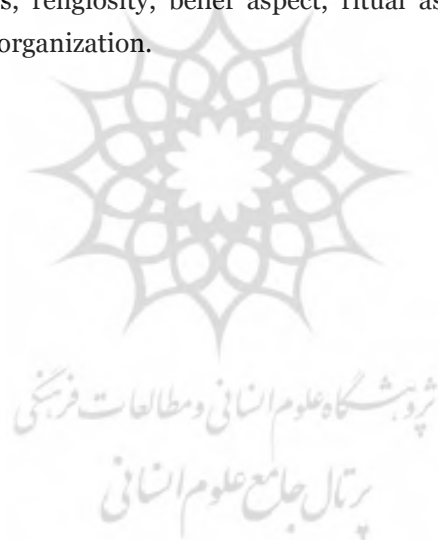 s, religiosity, belief aspect, ritual as
organization.
پژوهشگاه علوم انسانی و مطالعات فرهنگی
پرتال جامع علوم انسانی